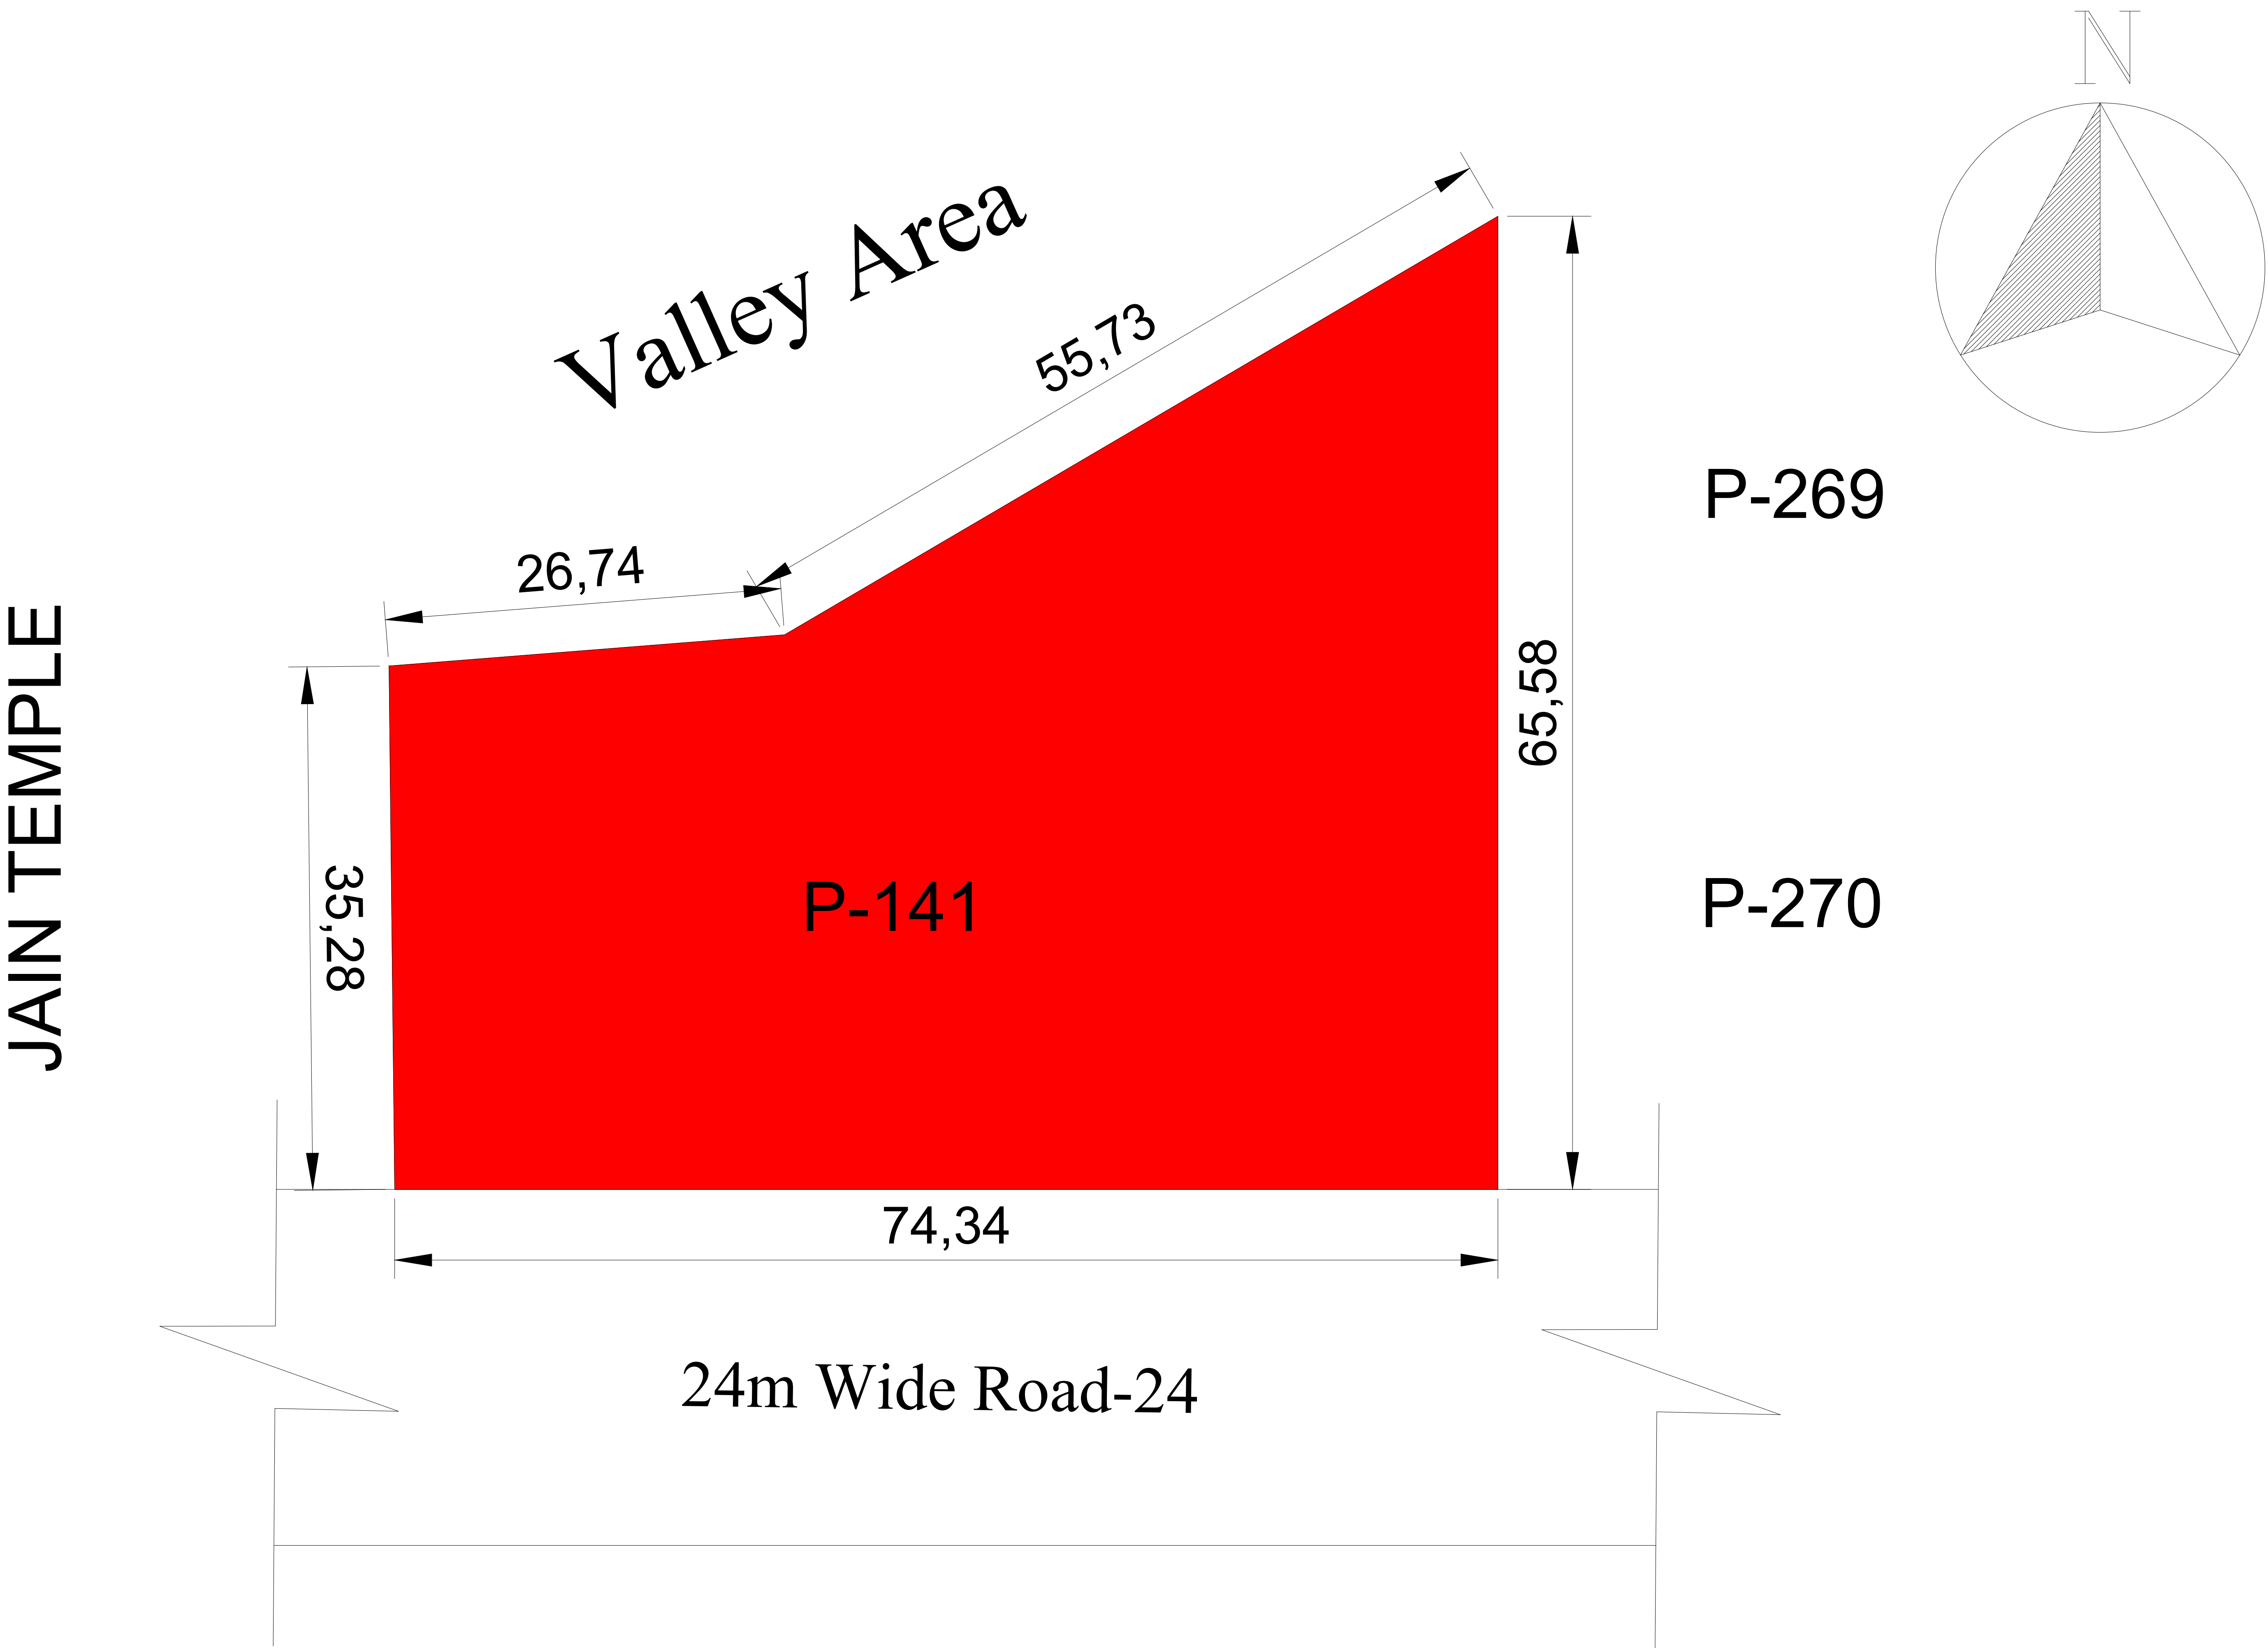 N
Valley Area
55,73
P-269
26,74
JAIN TEMPLE
65,58
35,28
P-141
P-270
74,34
24m Wide Road-24